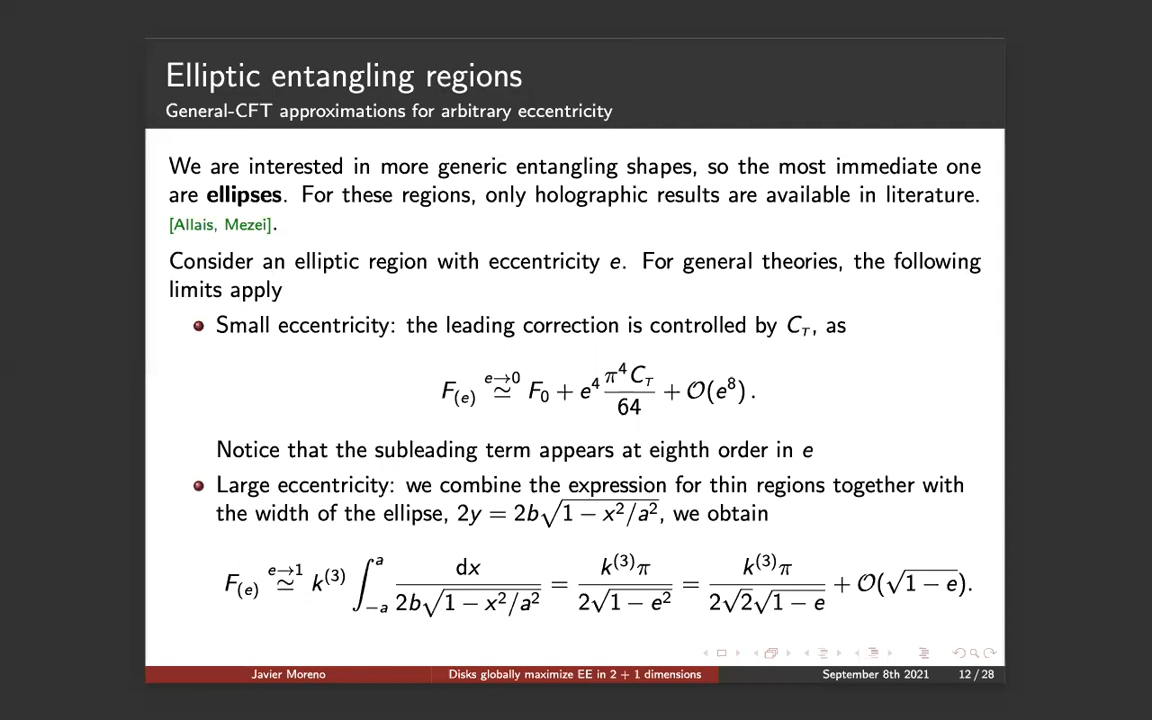 Elliptic entangling regions
General-CFT approximations for arbitrary eccentricity
We are interested in more generic entangling shapes, so the most immediate one
are ellipses. For these regions, only holographic results are available in literature.
[Allais, Mezei].
Consider an elliptic region with eccentricity e. For general theories, the following
limits apply
Small eccentricity: the leading correction is controlled by C_T, as
F_(e) ≃^{e→0} F_0 + e^4 π^4 C_T / 64 + O(e^8).
Notice that the subleading term appears at eighth order in e
Large eccentricity: we combine the expression for thin regions together with
the width of the ellipse, 2y = 2b√(1 − x²/a²), we obtain
F_(e) ≃^{e→1} k^(3) ∫_{−a}^{a} dx / (2b√(1 − x²/a²)) = k^(3)π / (2√(1 − e²)) = k^(3)π / (2√2√(1 − e)) + O(√(1 − e)).
Javier Moreno Disks globally maximize EE in 2 + 1 dimensions September 8th 2021 12 / 28